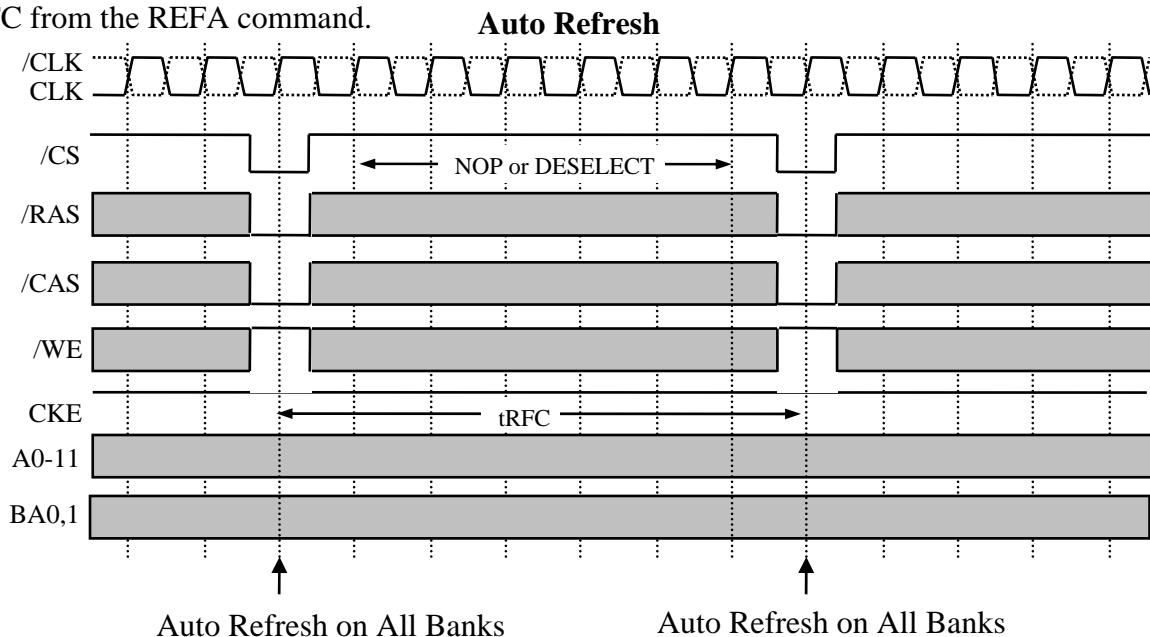 C from the REFA command.
Auto Refresh
/CLK
CLK
/CS
NOP or DESELECT
/RAS
/CAS
/WE
CKE
tRFC
A0-11
BA0,1
Auto Refresh on All Banks
Auto Refresh on All Banks